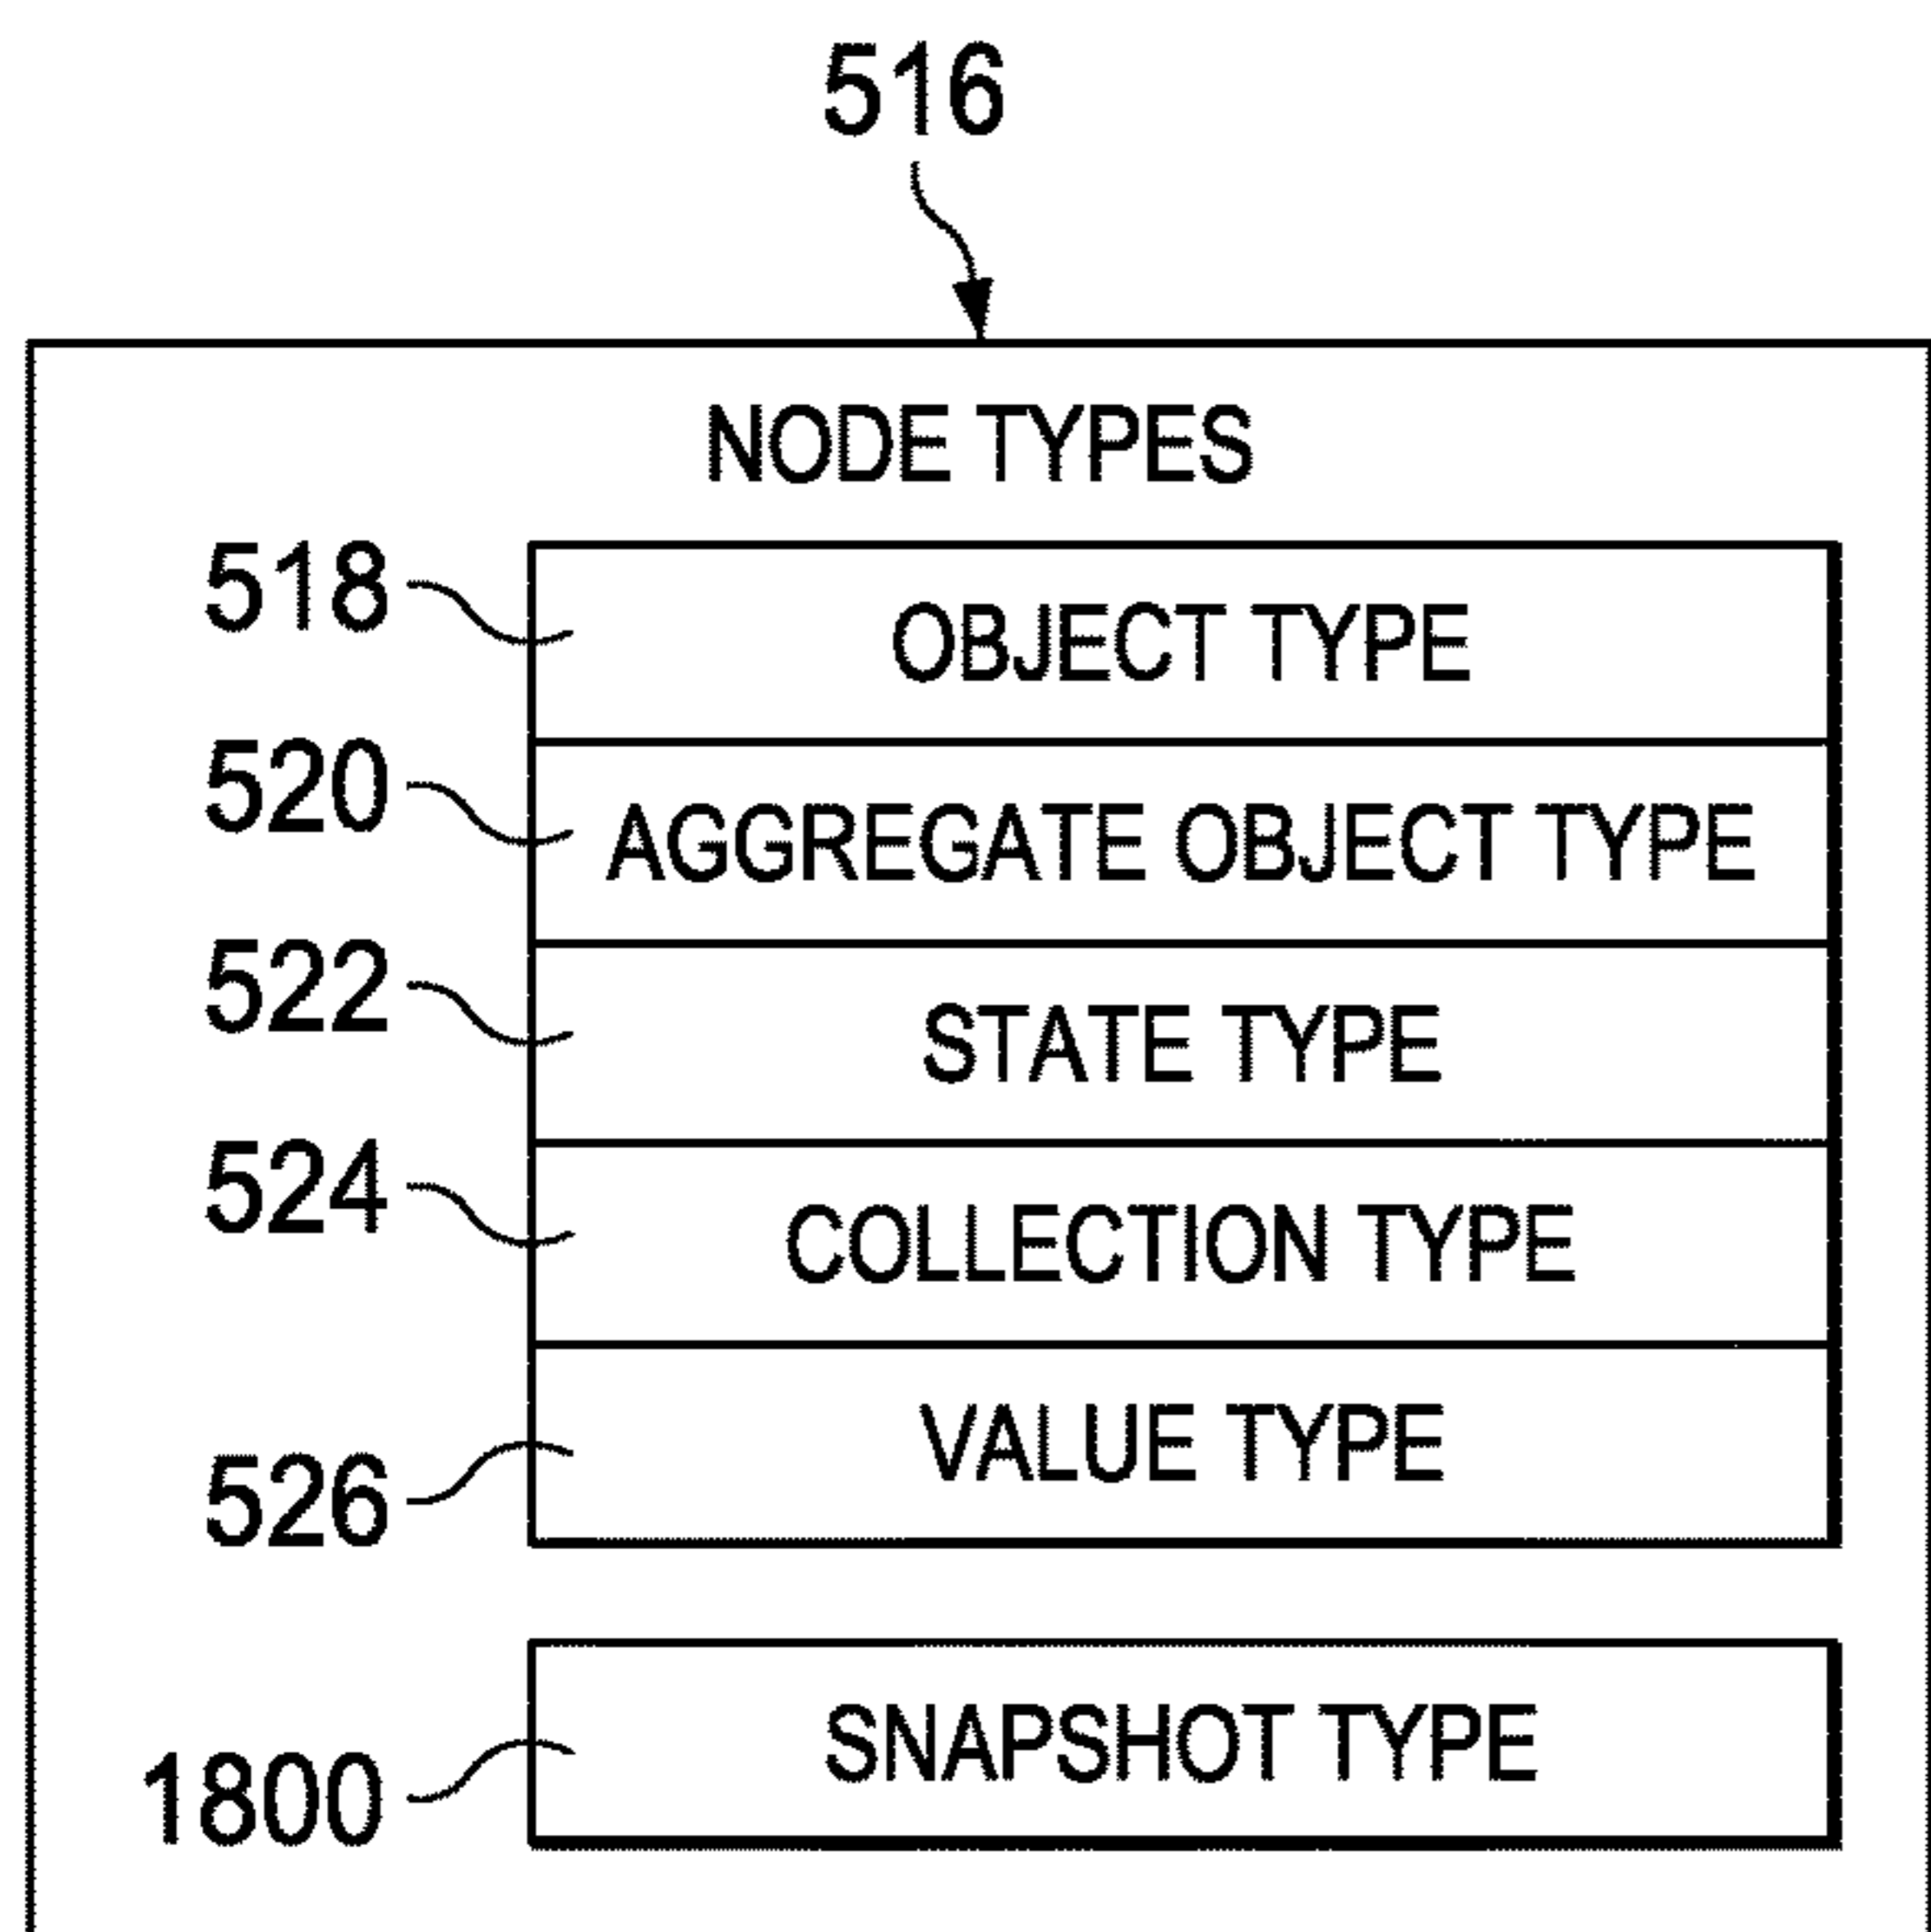 516
NODE TYPES
518 OBJECT TYPE
520 AGGREGATE OBJECT TYPE
522 STATE TYPE
524 COLLECTION TYPE
526 VALUE TYPE
1800 SNAPSHOT TYPE